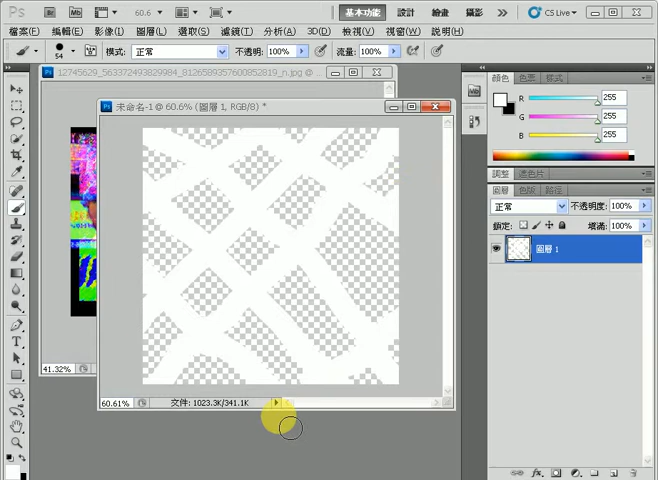 Ps Br Mb 60.6 基本功能 設計 繪畫 攝影 CS Live
檔案(F) 編輯(E) 影像(I) 圖層(L) 選取(S) 濾鏡(T) 分析(A) 3D(D) 檢視(V) 視窗(W) 說明(H)
54 模式: 正常 不透明: 100% 流量: 100%
12745629_563372493829984_8126589357600852819_n.jpg @ ...
未命名-1 @ 60.6% (圖層 1, RGB/8) *
顏色 色票 樣式
R 255
G 255
B 255
調整 遮色片
圖層 色版 路徑
正常 不透明度: 100%
鎖定: 填滿: 100%
圖層 1
41.32%
60.61% 文件: 1023.3K/341.1K